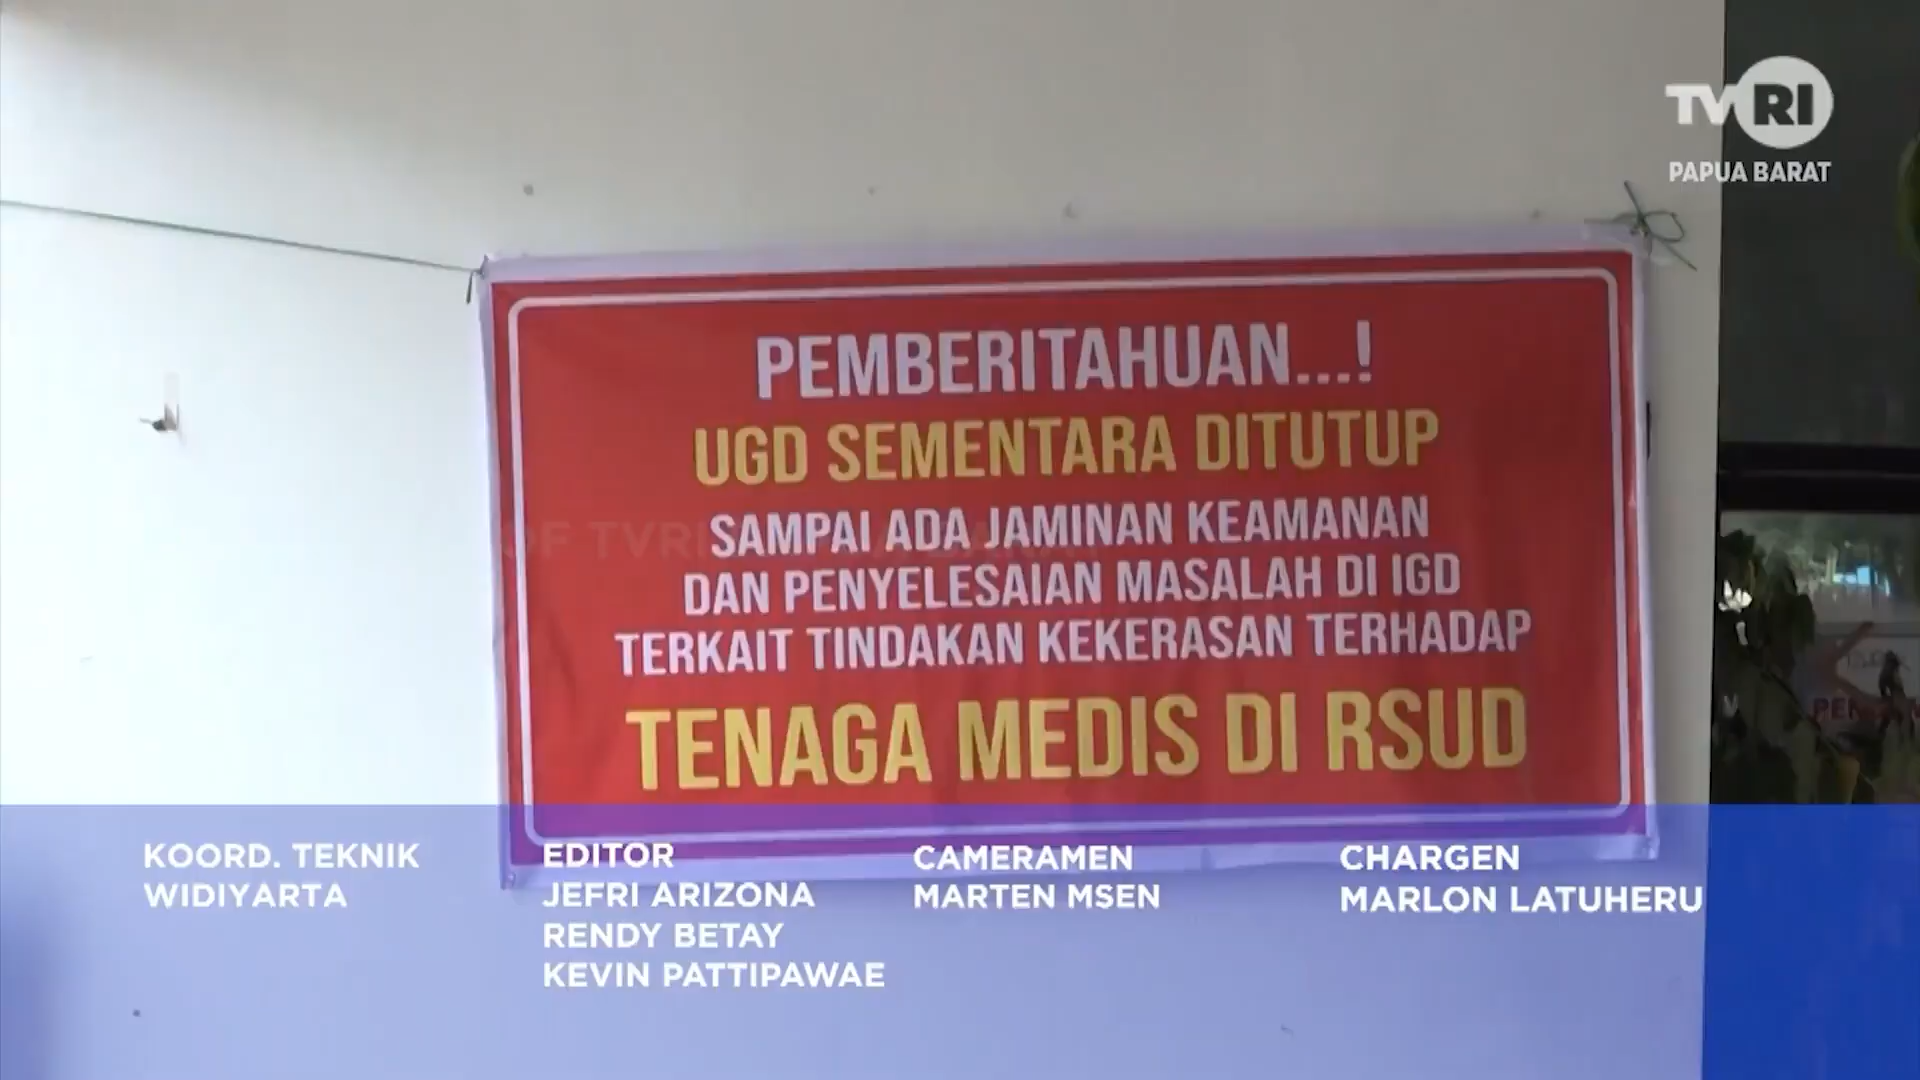 TVRI
PAPUA BARAT
PEMBERITAHUAN...!
UGD SEMENTARA DITUTUP
SAMPAI ADA JAMINAN KEAMANAN
DAN PENYELESAIAN MASALAH DI IGD
TERKAIT TINDAKAN KEKERASAN TERHADAP
TENAGA MEDIS DI RSUD
OF TVRI
KOORD. TEKNIK
WIDIYARTA
EDITOR
JEFRI ARIZONA
RENDY BETAY
KEVIN PATTIPAWAE
CAMERAMEN
MARTEN MSEN
CHARGEN
MARLON LATUHERU